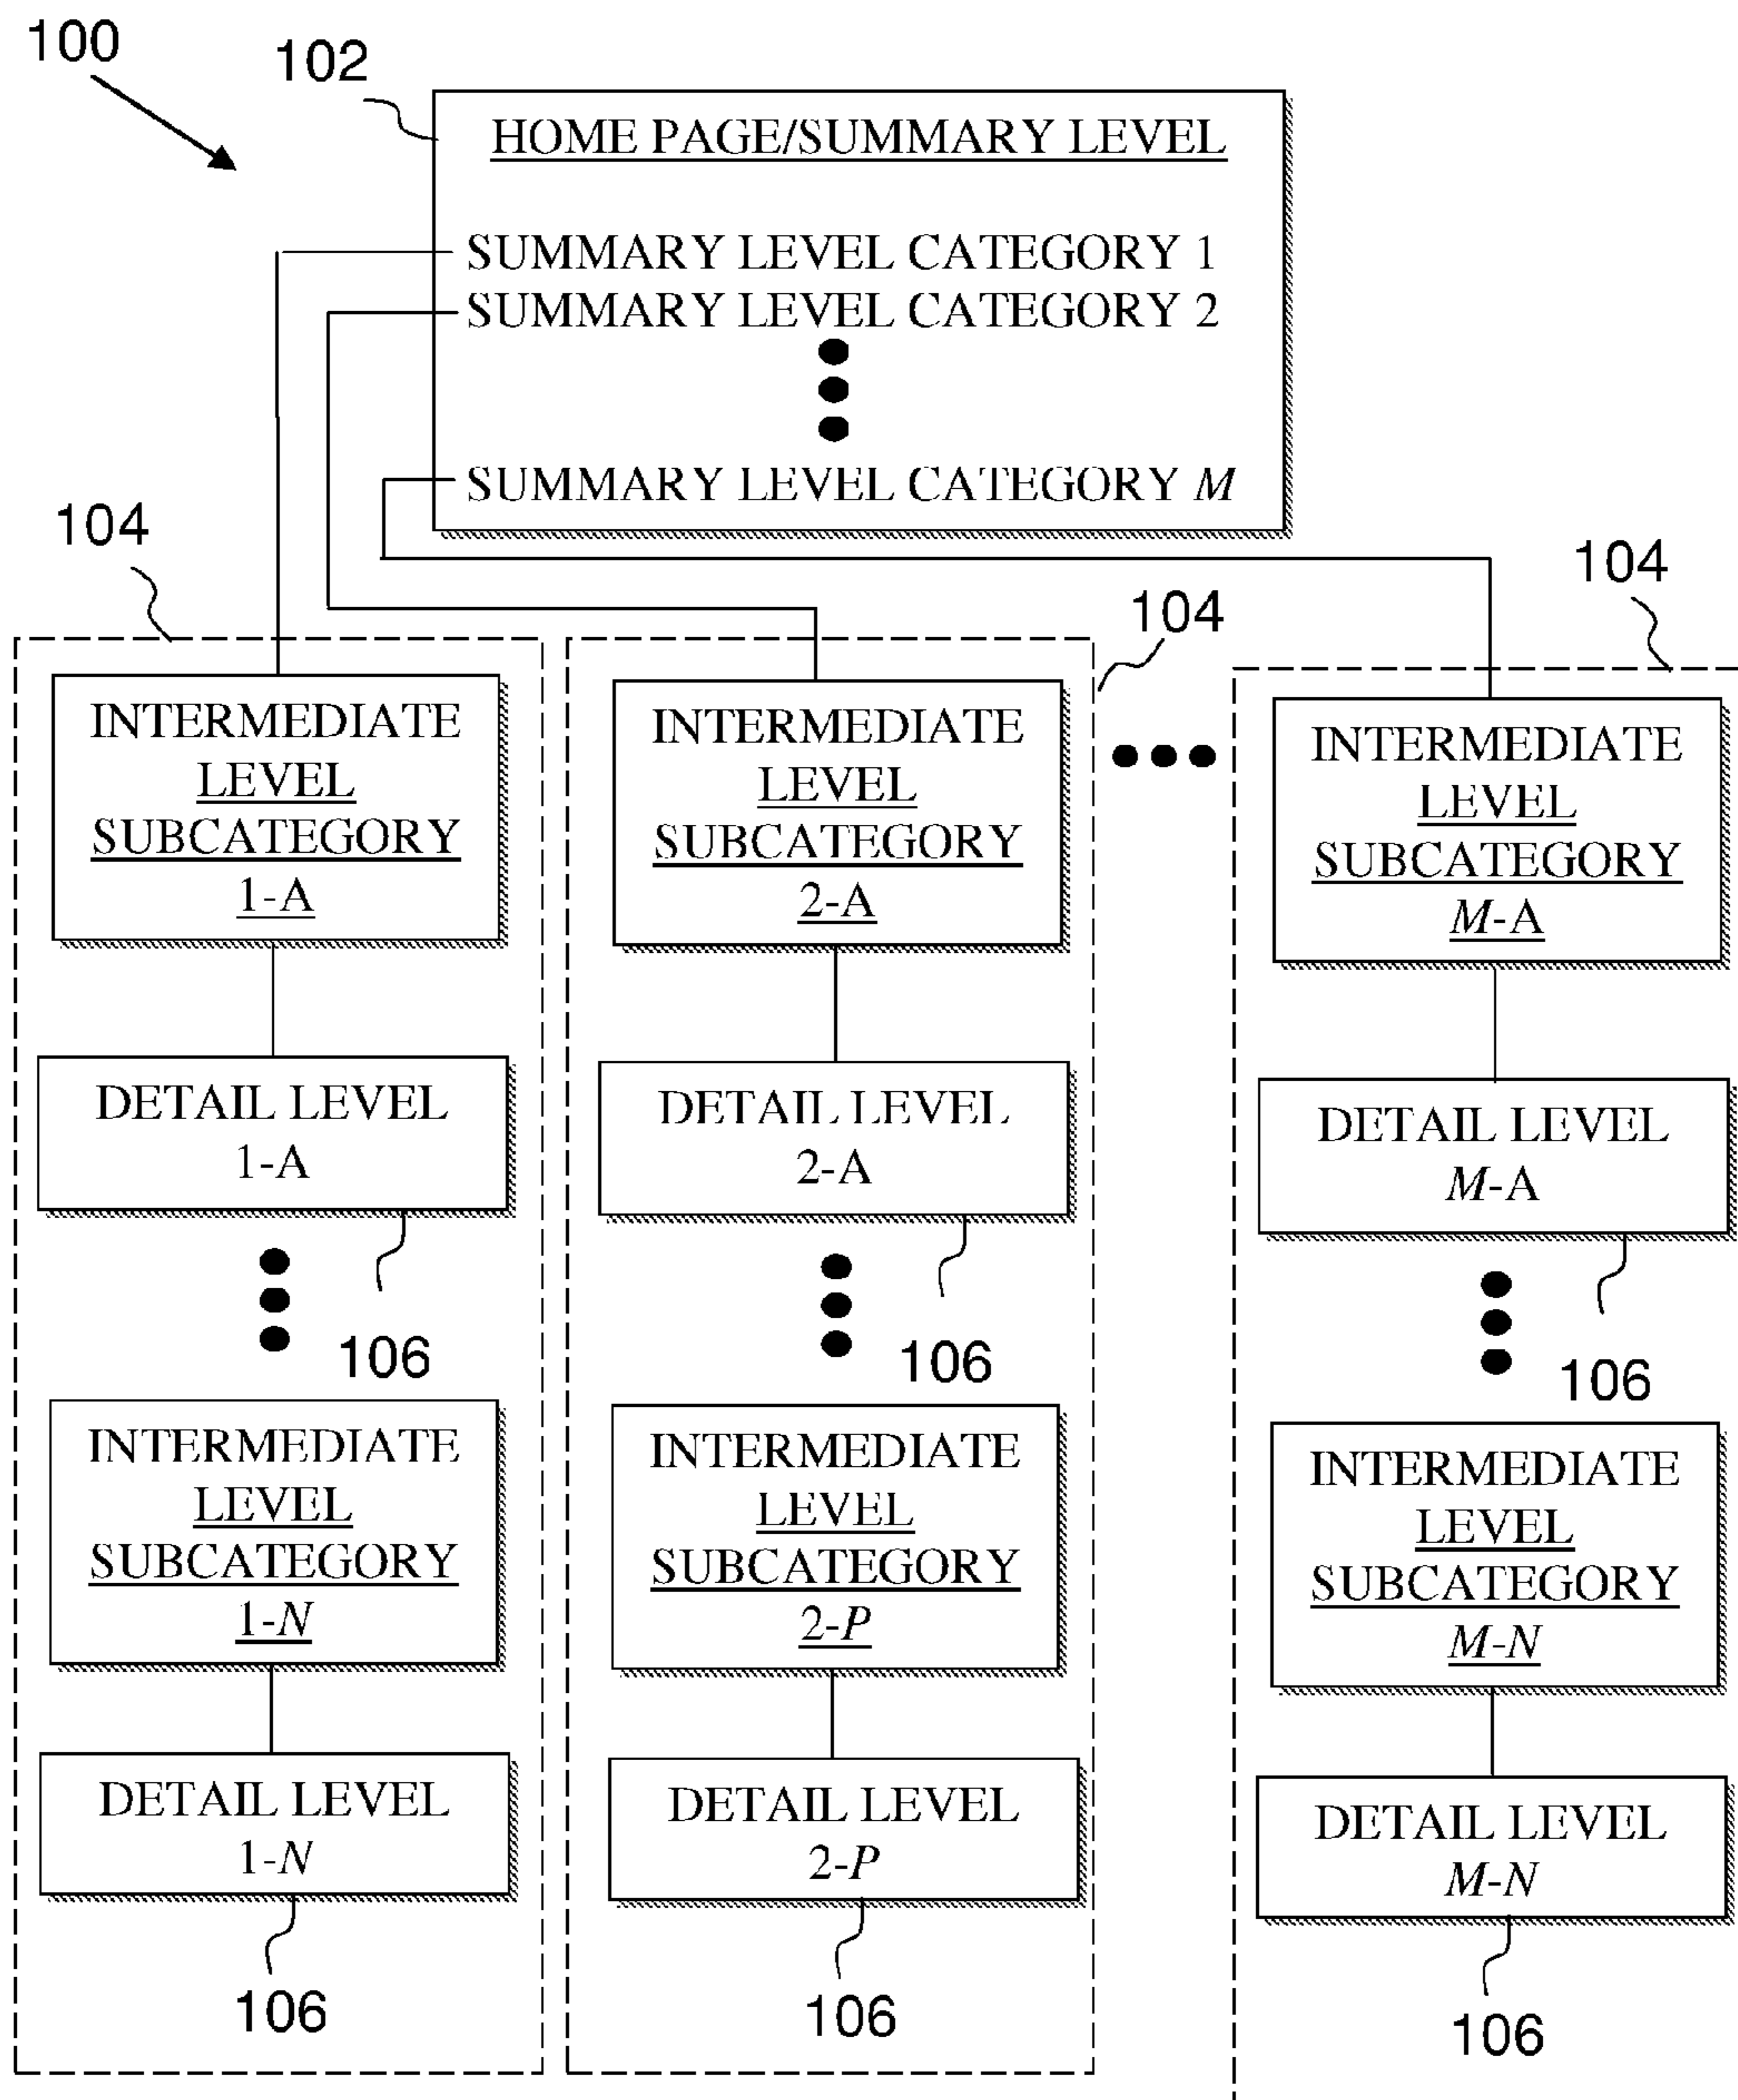 100
102
HOME PAGE/SUMMARY LEVEL
SUMMARY LEVEL CATEGORY 1
SUMMARY LEVEL CATEGORY 2
SUMMARY LEVEL CATEGORY M
104
INTERMEDIATE
LEVEL
SUBCATEGORY
1-A
DETAIL LEVEL
1-A
106
INTERMEDIATE
LEVEL
SUBCATEGORY
1-N
DETAIL LEVEL
1-N
106
104
INTERMEDIATE
LEVEL
SUBCATEGORY
2-A
DETAIL LEVEL
2-A
106
INTERMEDIATE
LEVEL
SUBCATEGORY
2-P
DETAIL LEVEL
2-P
106
104
INTERMEDIATE
LEVEL
SUBCATEGORY
M-A
DETAIL LEVEL
M-A
106
INTERMEDIATE
LEVEL
SUBCATEGORY
M-N
DETAIL LEVEL
M-N
106